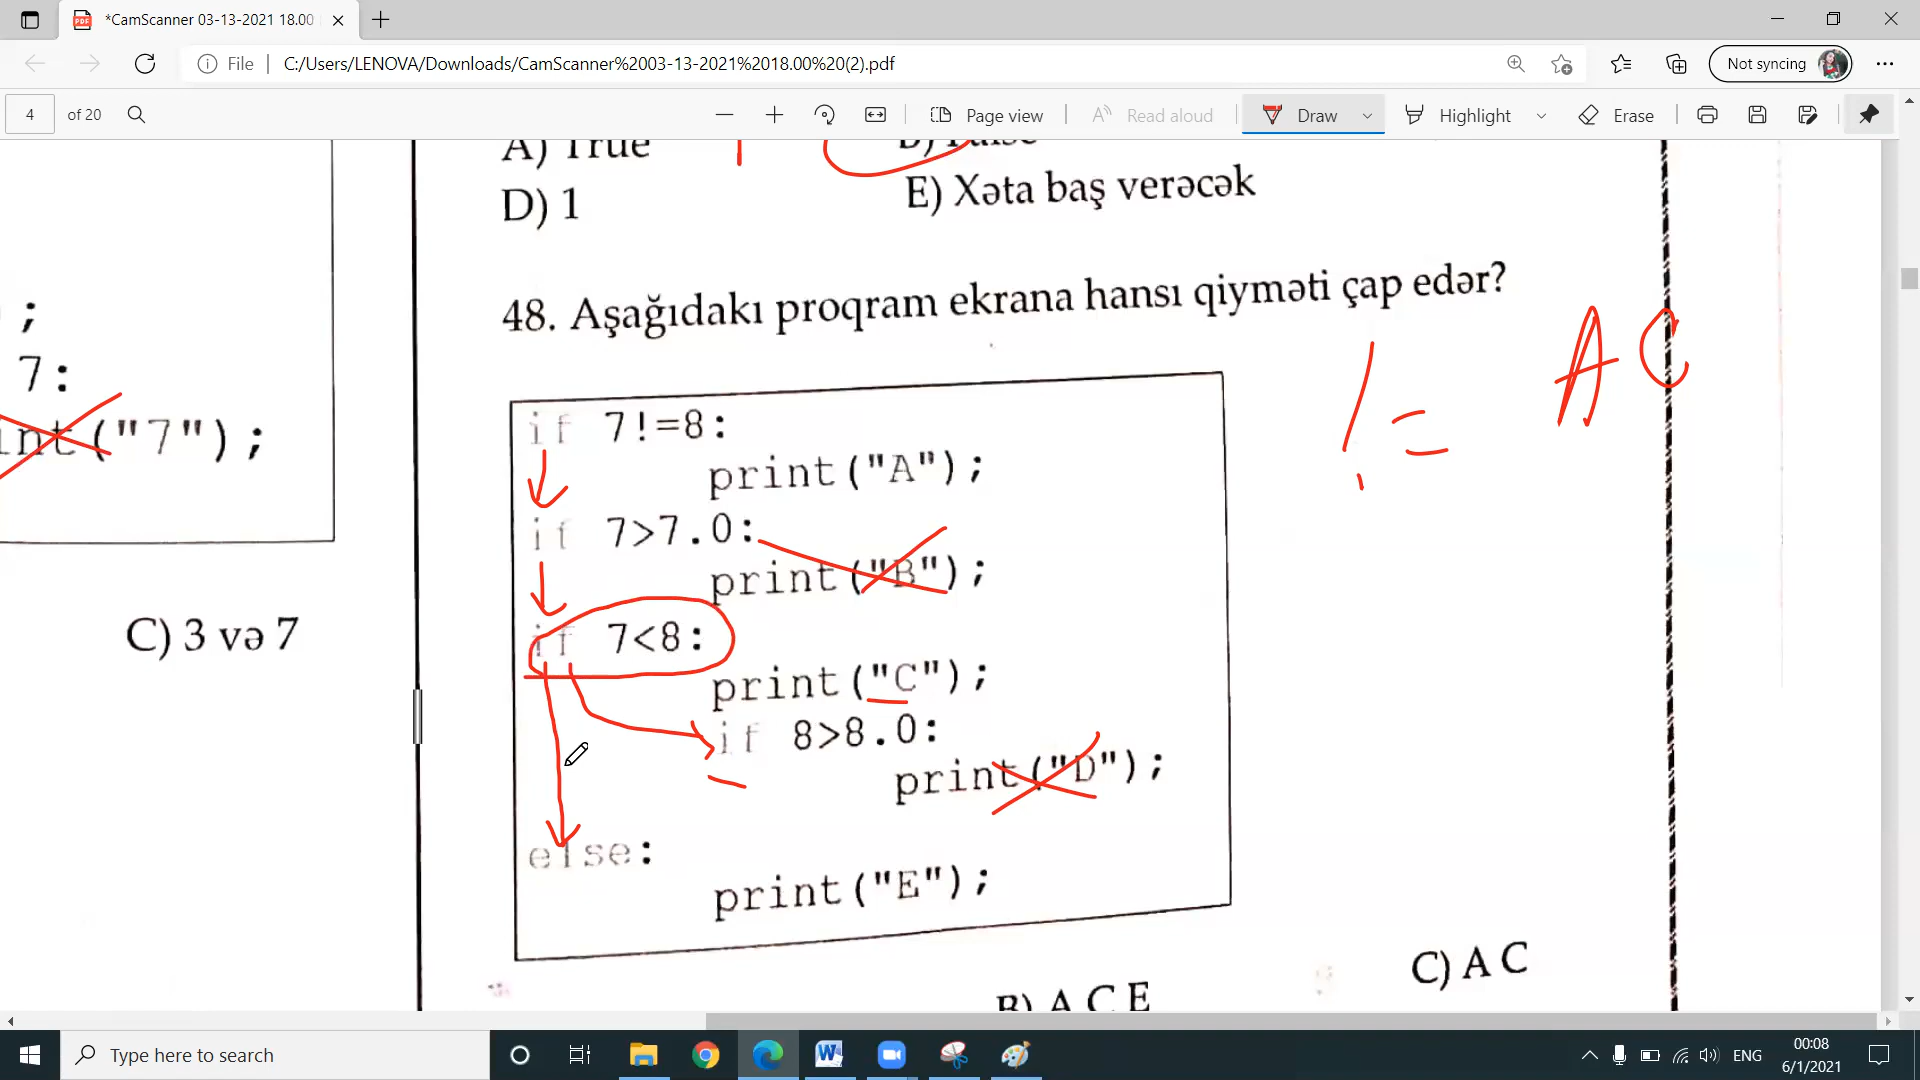 *CamScanner 03-13-2021 18.00
File
C:/Users/LENOVA/Downloads/CamScanner%2003-13-2021%2018.00%20(2).pdf
Not syncing
4 of 20
Page view
Read aloud
Draw
Highlight
Erase
A) True
D) 1
E) Xəta baş verəcək
;
7:
int("7");
C) 3 və 7
48. Aşağıdakı proqram ekrana hansı qiyməti çap edər?
if 7!=8:
print("A");
if 7>7.0:
print("B");
if 7<8:
print("C");
if 8>8.0:
print("D");
else:
print("E");
!=
A C
B) A C E
C) A C
Type here to search
ENG
00:08
6/1/2021